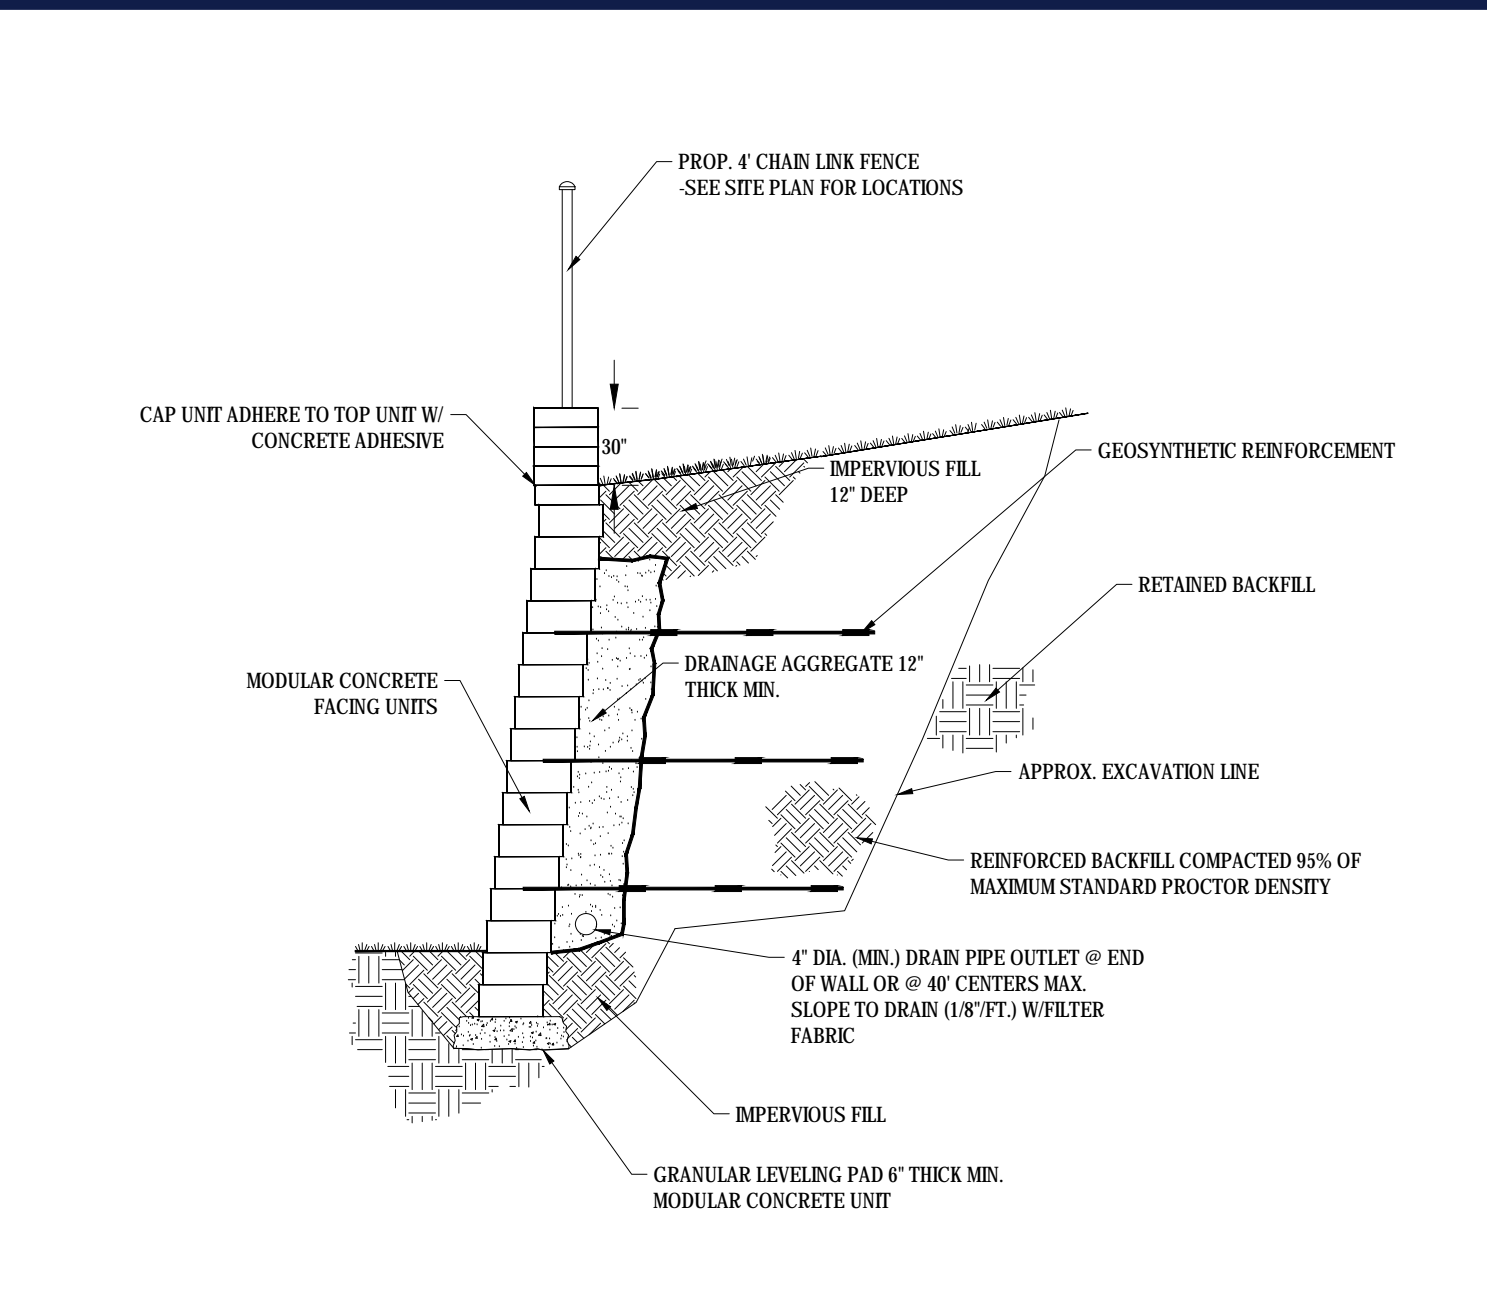 PROP. 4' CHAIN LINK FENCE
-SEE SITE PLAN FOR LOCATIONS
CAP UNIT ADHERE TO TOP UNIT W/
CONCRETE ADHESIVE
30"
IMPERVIOUS FILL
12" DEEP
GEOSYNTHETIC REINFORCEMENT
RETAINED BACKFILL
DRAINAGE AGGREGATE 12"
THICK MIN.
MODULAR CONCRETE
FACING UNITS
APPROX. EXCAVATION LINE
REINFORCED BACKFILL COMPACTED 95% OF
MAXIMUM STANDARD PROCTOR DENSITY
4" DIA. (MIN.) DRAIN PIPE OUTLET @ END
OF WALL OR @ 40' CENTERS MAX.
SLOPE TO DRAIN (1/8"/FT.) W/FILTER
FABRIC
IMPERVIOUS FILL
GRANULAR LEVELING PAD 6" THICK MIN.
MODULAR CONCRETE UNIT